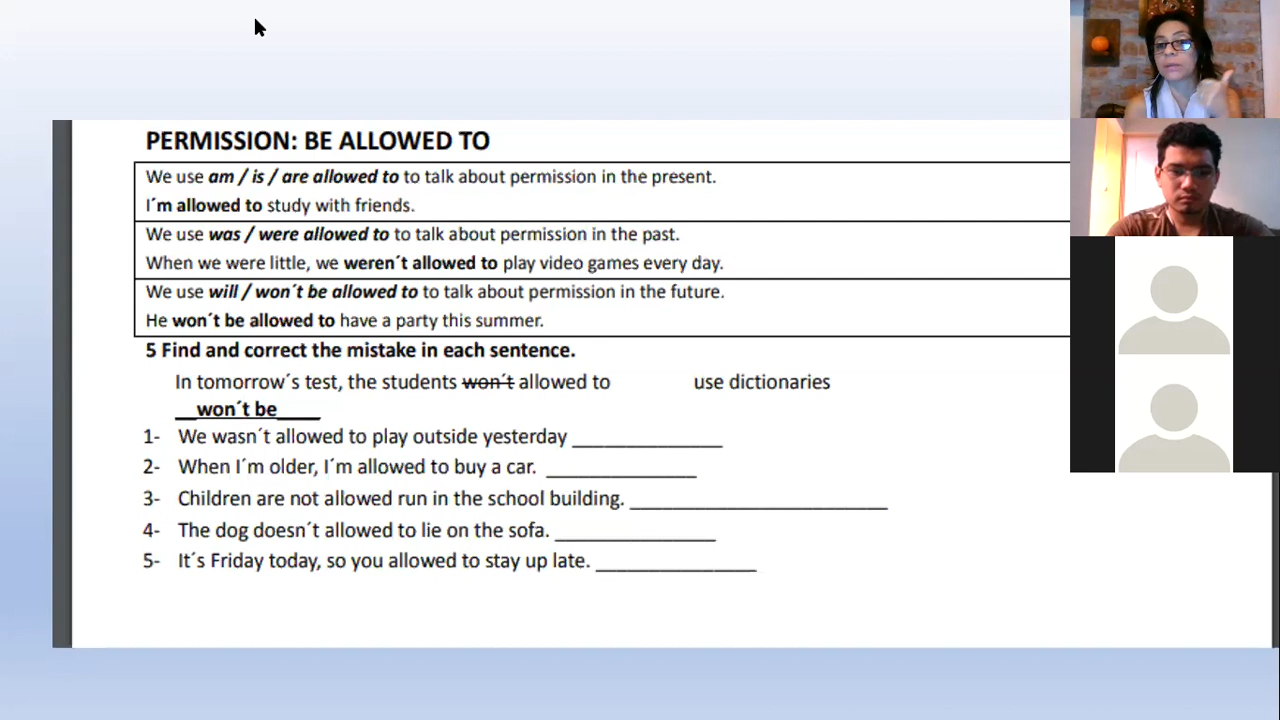 PERMISSION: BE ALLOWED TO
We use am / is / are allowed to to talk about permission in the present.
I´m allowed to study with friends.
We use was / were allowed to to talk about permission in the past.
When we were little, we weren´t allowed to play video games every day.
We use will / won´t be allowed to to talk about permission in the future.
He won´t be allowed to have a party this summer.
5 Find and correct the mistake in each sentence.
In tomorrow´s test, the students won´t allowed to use dictionaries
__won´t be____
1- We wasn´t allowed to play outside yesterday ______________
2- When I´m older, I´m allowed to buy a car. ______________
3- Children are not allowed run in the school building. ________________________
4- The dog doesn´t allowed to lie on the sofa. _______________
5- It´s Friday today, so you allowed to stay up late. _______________